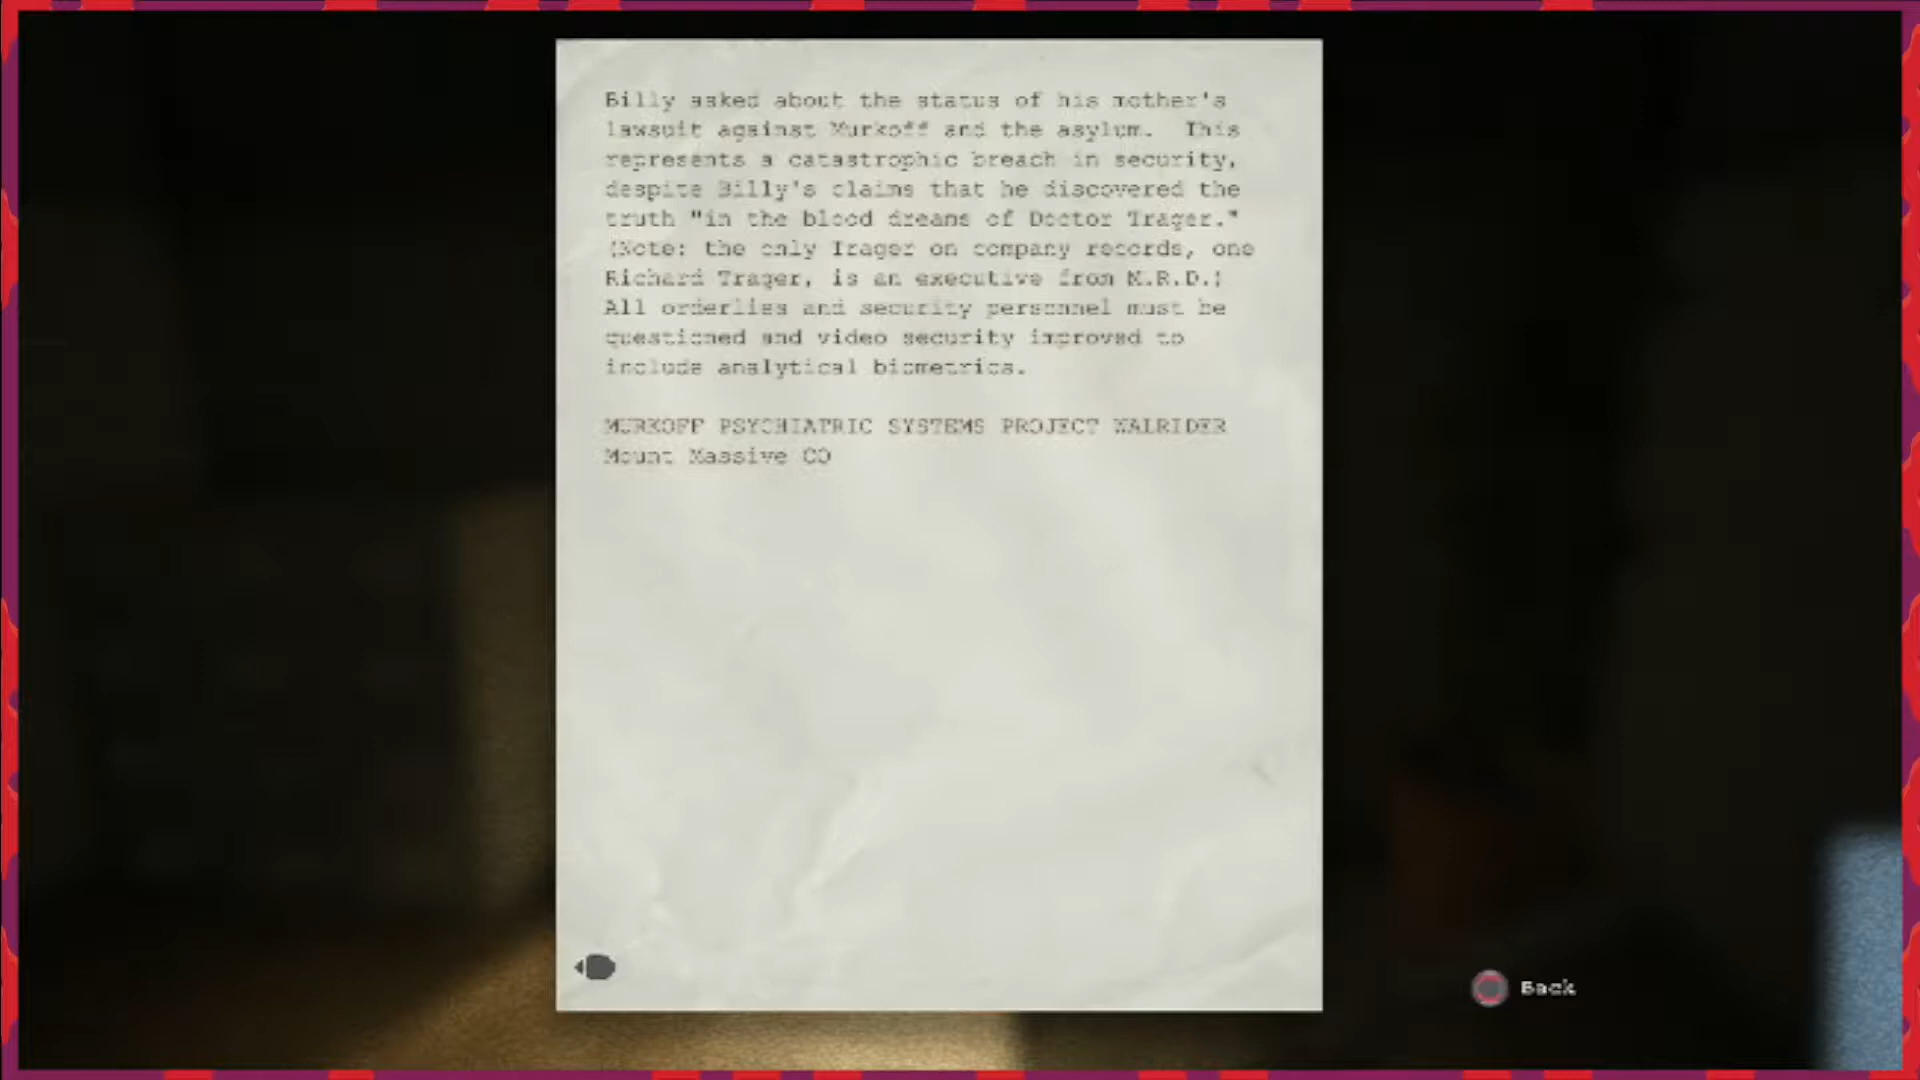 Billy asked about the status of his mother's
lawsuit against Murkoff and the asylum.  This
represents a catastrophic breach in security,
despite Billy's claims that he discovered the
truth "in the blood dreams of Doctor Trager."
(Note: the only Trager on company records, one
Richard Trager, is an executive from M.R.D.)
All orderlies and security personnel must be
questioned and video security improved to
include analytical biometrics.
MURKOFF PSYCHIATRIC SYSTEMS PROJECT WALRIDER
Mount Massive CO
Back